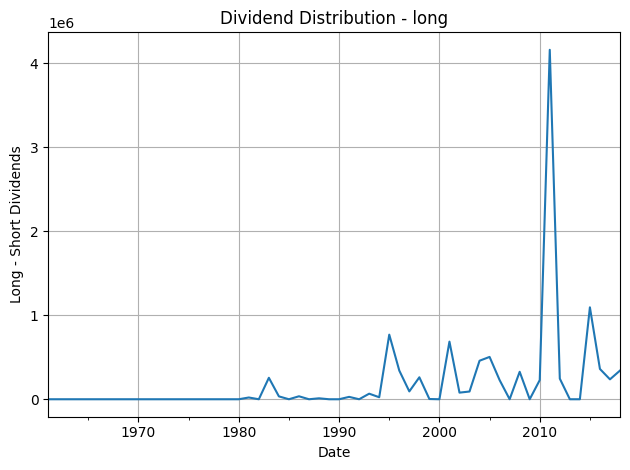 Dividend Distribution - long
1e6
4
3
2
1
0
Long - Short Dividends
1970
1980
1990
2000
2010
Date